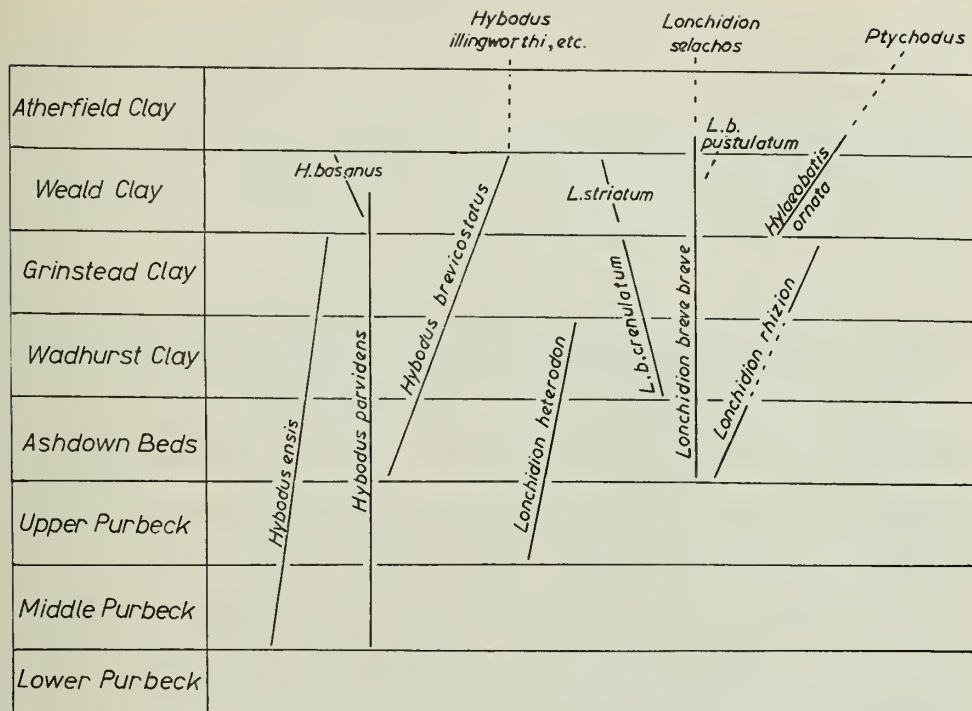 Hybodus
illingworthi, etc.
Lonchidion
selachos
Ptychodus
Atherfield Clay
L.b.
pustulatum
Weald Clay
H. basanus
L. striatum
Hylaeobatis
ornata
Grinstead Clay
Wadhurst Clay
Ashdown Beds
Upper Purbeck
Middle Purbeck
Lower Purbeck
Hybodus ensis
Hybodus parvidens
Hybodus brevicostatus
Lonchidion heterodon
L.b. crenulatum
Lonchidion breve breve
Lonchidion rhizion